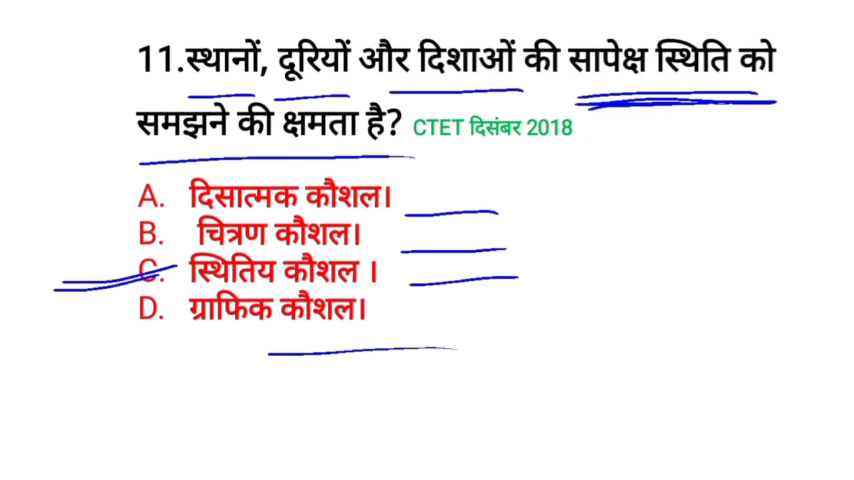 11.स्थानों, दूरियों और दिशाओं की सापेक्ष स्थिति को
समझने की क्षमता है? CTET दिसंबर 2018
A. दिसात्मक कौशल।
B. चित्रण कौशल।
C. स्थितिय कौशल ।
D. ग्राफिक कौशल।